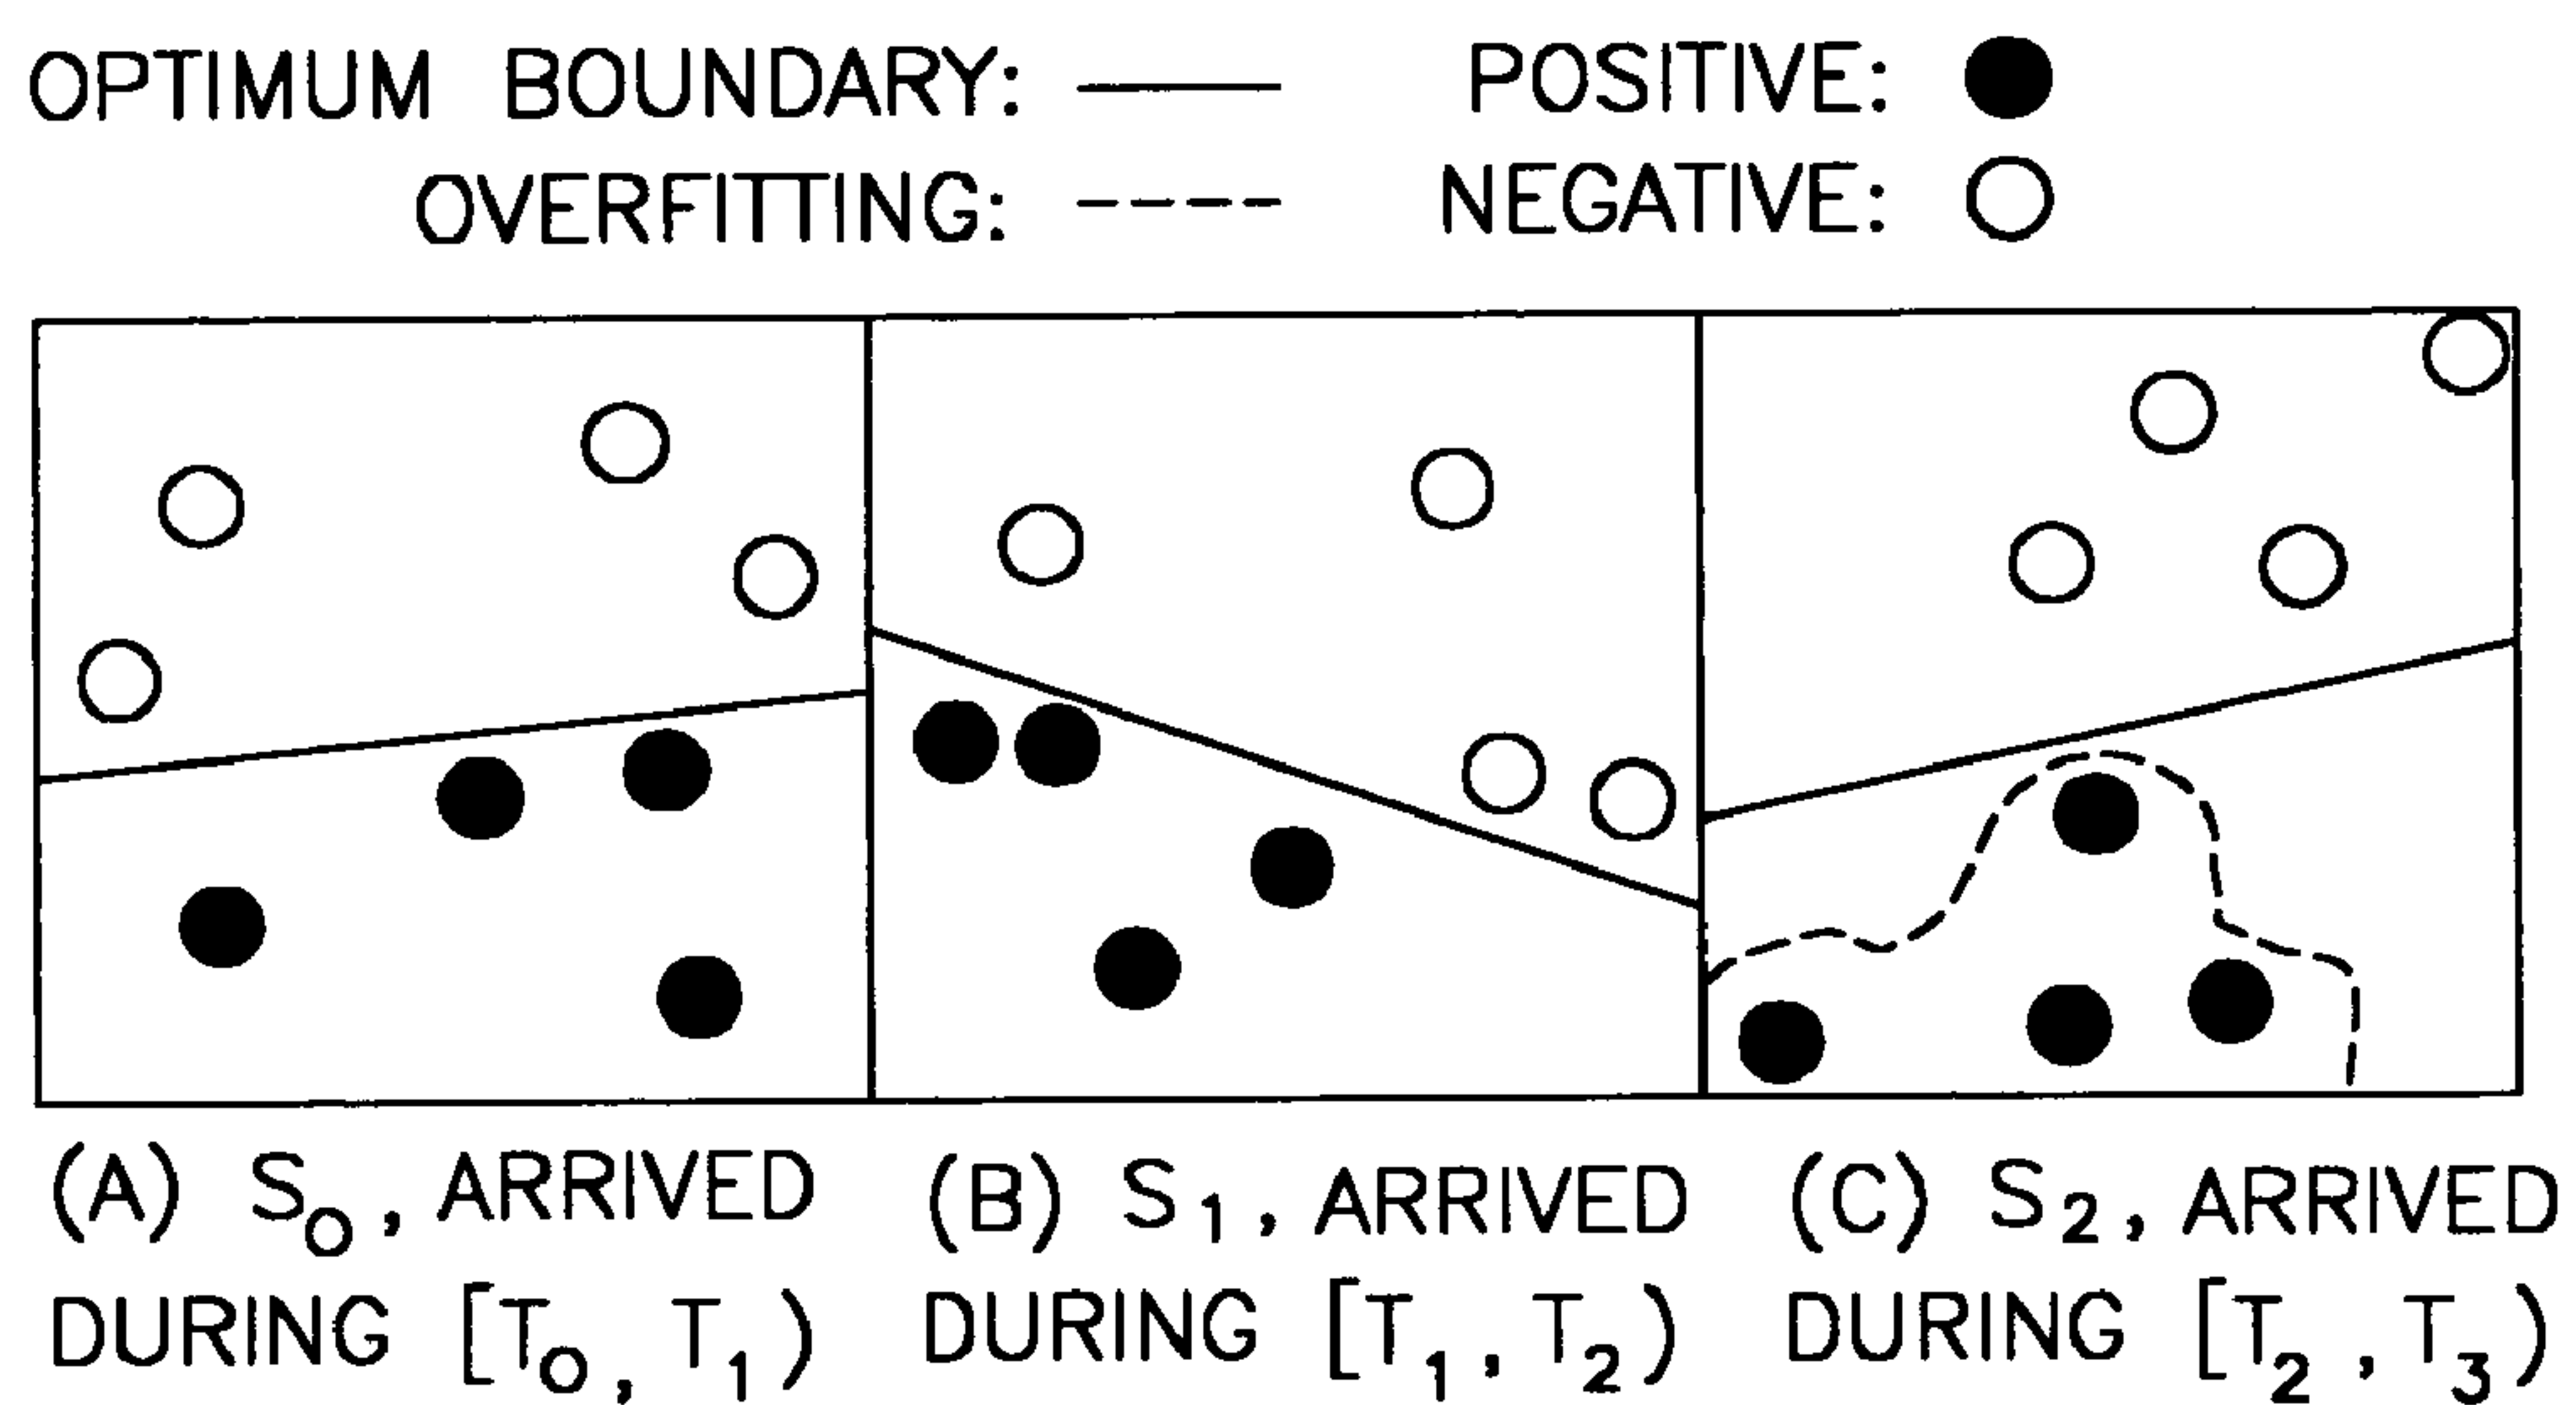 OPTIMUM BOUNDARY: POSITIVE:
OVERFITTING: NEGATIVE:
(A) S₀, ARRIVED
DURING [T₀, T₁)
(B) S₁, ARRIVED
DURING [T₁, T₂)
(C) S₂, ARRIVED
DURING [T₂, T₃)